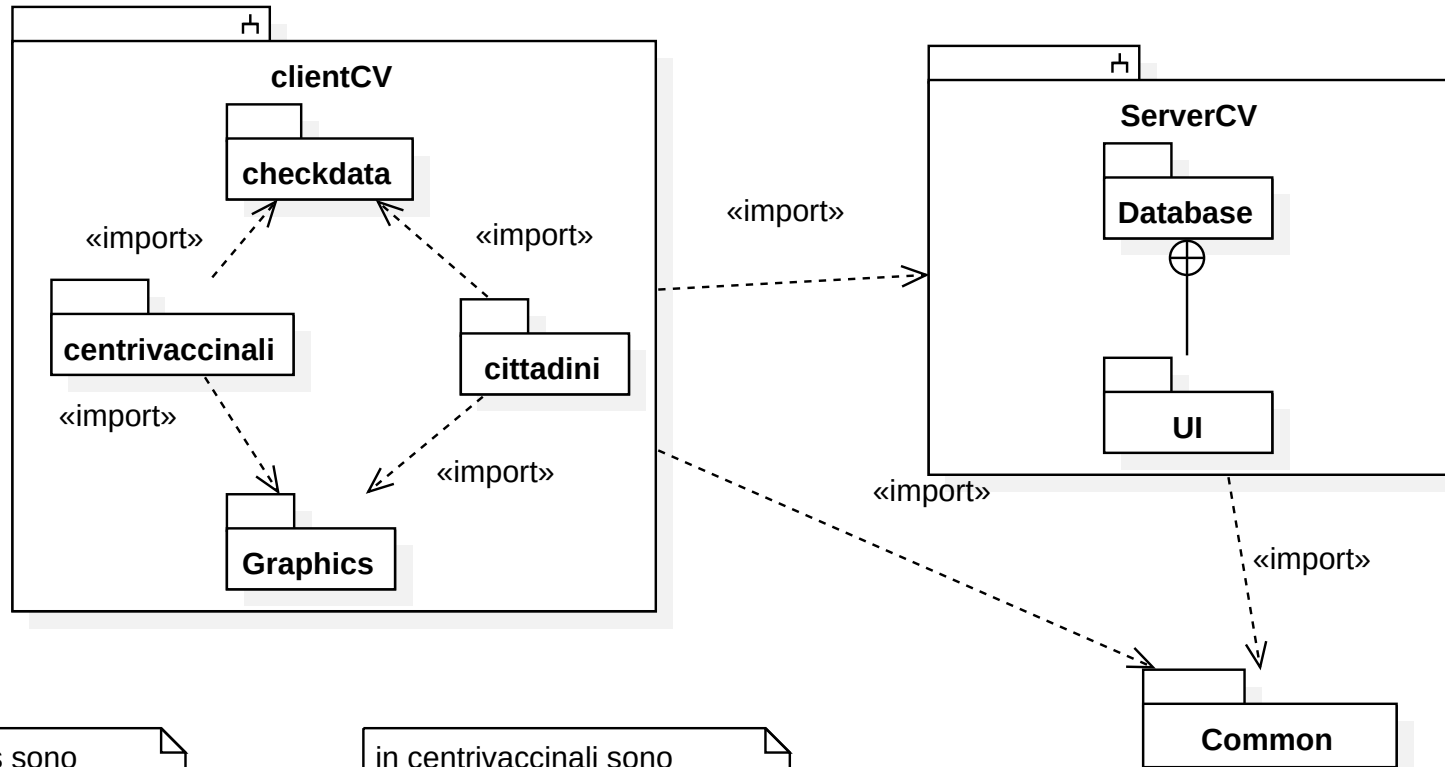 clientCV
checkdata
«import»
«import»
centrivaccinali
cittadini
«import»
«import»
Graphics
«import»
ServerCV
Database
UI
«import»
«import»
Common
sono
in centrivaccinali sono